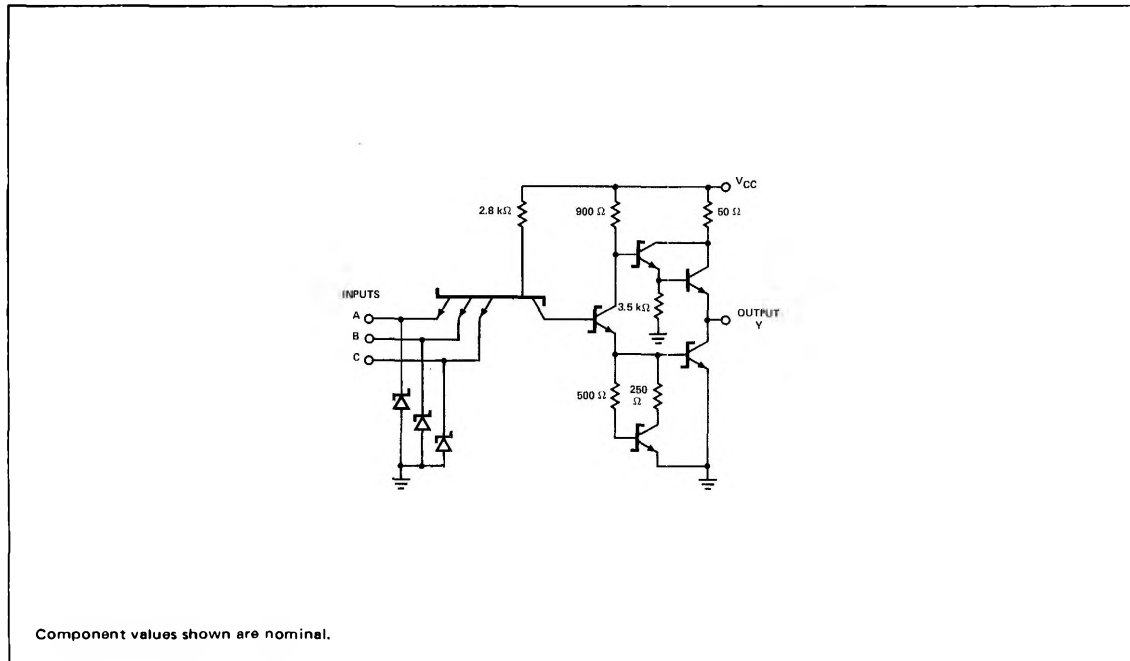 VCC
2.8 kΩ
900 Ω
50 Ω
INPUTS
A
B
C
3.5 kΩ
OUTPUT
Y
500 Ω
250
Ω
Component values shown are nominal.